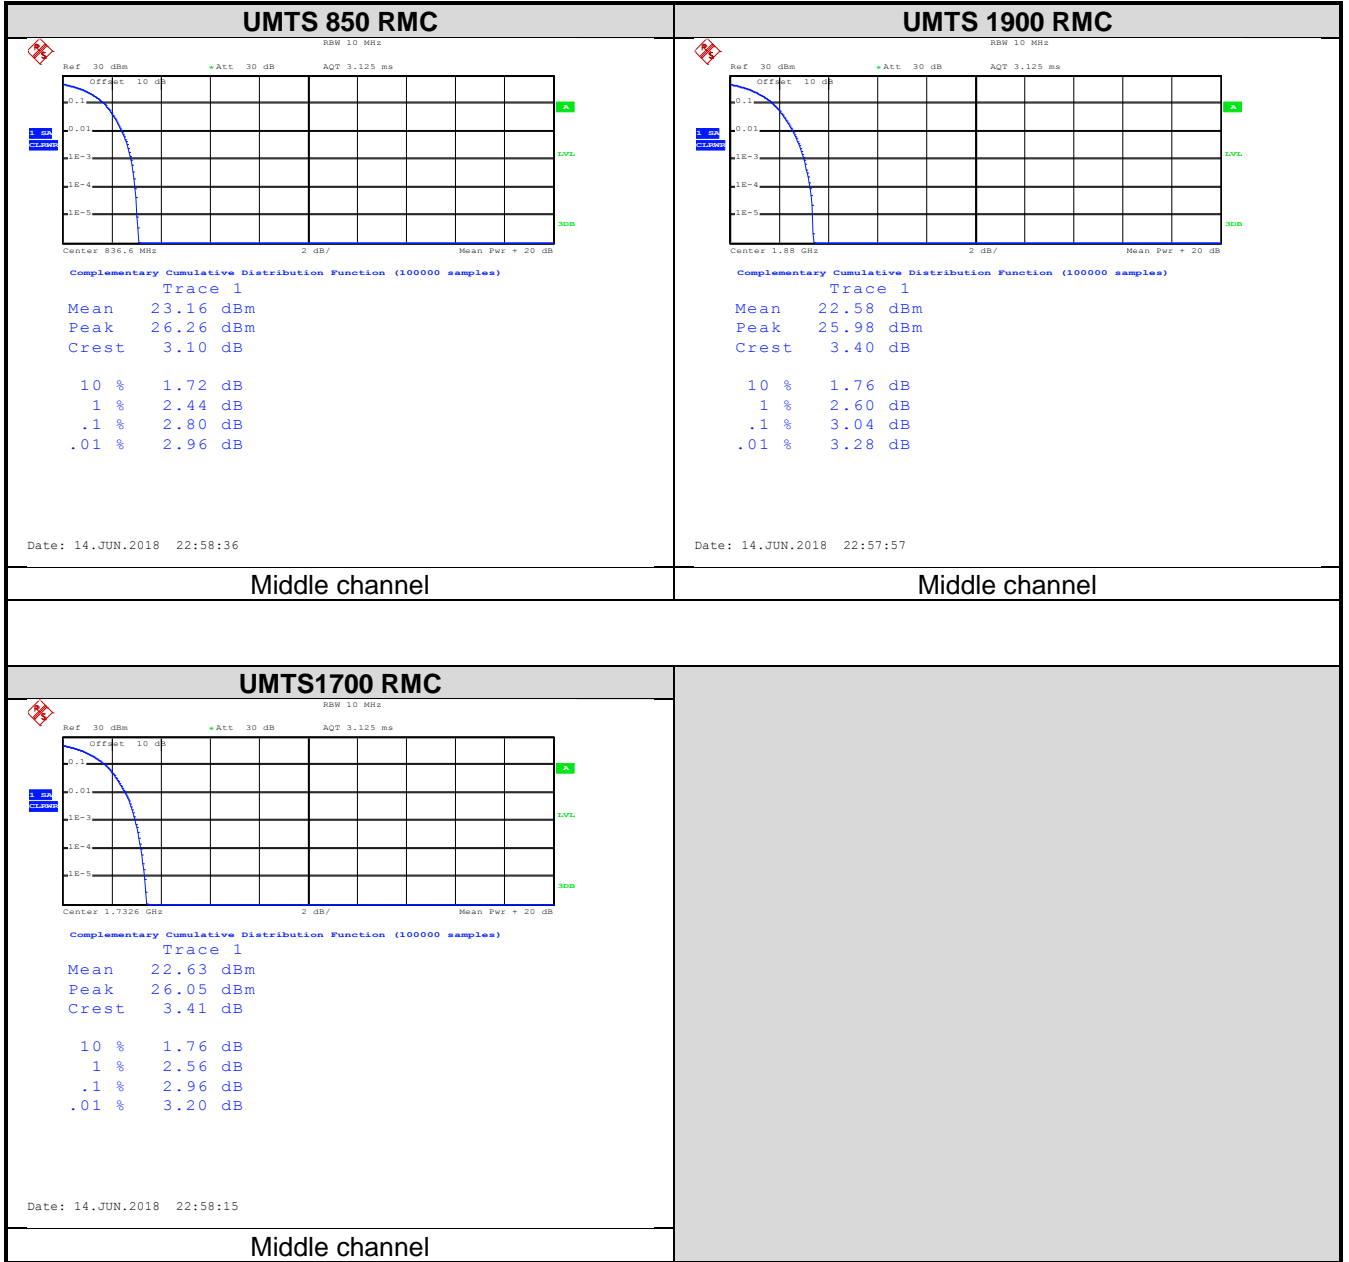 UMTS 850 RMC
RBW 10 MHz
R S
Ref 30 dBm *Att 30 dB AQT 3.125 ms
Offset 10 dB
0.1
A
1 SA
CLRWR
0.01
1E-3
LVL
1E-4
1E-5
3DB
Center 836.6 MHz 2 dB/ Mean Pwr + 20 dB
Complementary Cumulative Distribution Function (100000 samples)
Trace 1
Mean 23.16 dBm
Peak 26.26 dBm
Crest 3.10 dB
10 % 1.72 dB
1 % 2.44 dB
.1 % 2.80 dB
.01 % 2.96 dB
Date: 14.JUN.2018 22:58:36
Middle channel
UMTS 1900 RMC
RBW 10 MHz
R S
Ref 30 dBm *Att 30 dB AQT 3.125 ms
Offset 10 dB
0.1
A
1 SA
CLRWR
0.01
1E-3
LVL
1E-4
1E-5
3DB
Center 1.88 GHz 2 dB/ Mean Pwr + 20 dB
Complementary Cumulative Distribution Function (100000 samples)
Trace 1
Mean 22.58 dBm
Peak 25.98 dBm
Crest 3.40 dB
10 % 1.76 dB
1 % 2.60 dB
.1 % 3.04 dB
.01 % 3.28 dB
Date: 14.JUN.2018 22:57:57
Middle channel
UMTS1700 RMC
RBW 10 MHz
R S
Ref 30 dBm *Att 30 dB AQT 3.125 ms
Offset 10 dB
0.1
A
1 SA
CLRWR
0.01
1E-3
LVL
1E-4
1E-5
3DB
Center 1.7326 GHz 2 dB/ Mean Pwr + 20 dB
Complementary Cumulative Distribution Function (100000 samples)
Trace 1
Mean 22.63 dBm
Peak 26.05 dBm
Crest 3.41 dB
10 % 1.76 dB
1 % 2.56 dB
.1 % 2.96 dB
.01 % 3.20 dB
Date: 14.JUN.2018 22:58:15
Middle channel